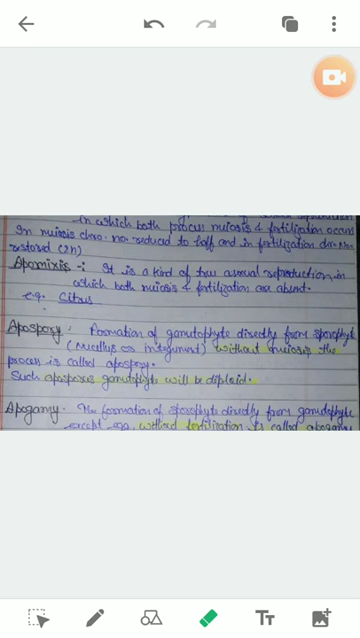 in which both process meiosis & fertilization occurs
In meiosis chro. no. reduced to half and in fertilization chr. No.
restored (2n)
Apomixis -: It is a kind of true asexual reproduction in
which both meiosis & fertilization are absent.
e.g. Citrus
Apospory: Formation of gametophyte directly from sporophyte
(Nucellus or integument) without meiosis the
process is called apospory.
Such aposporus gametophyte will be diploid.
Apogamy: The formation of sporophyte directly from gametophyte
except egg without fertilization is called apogamy
Tт